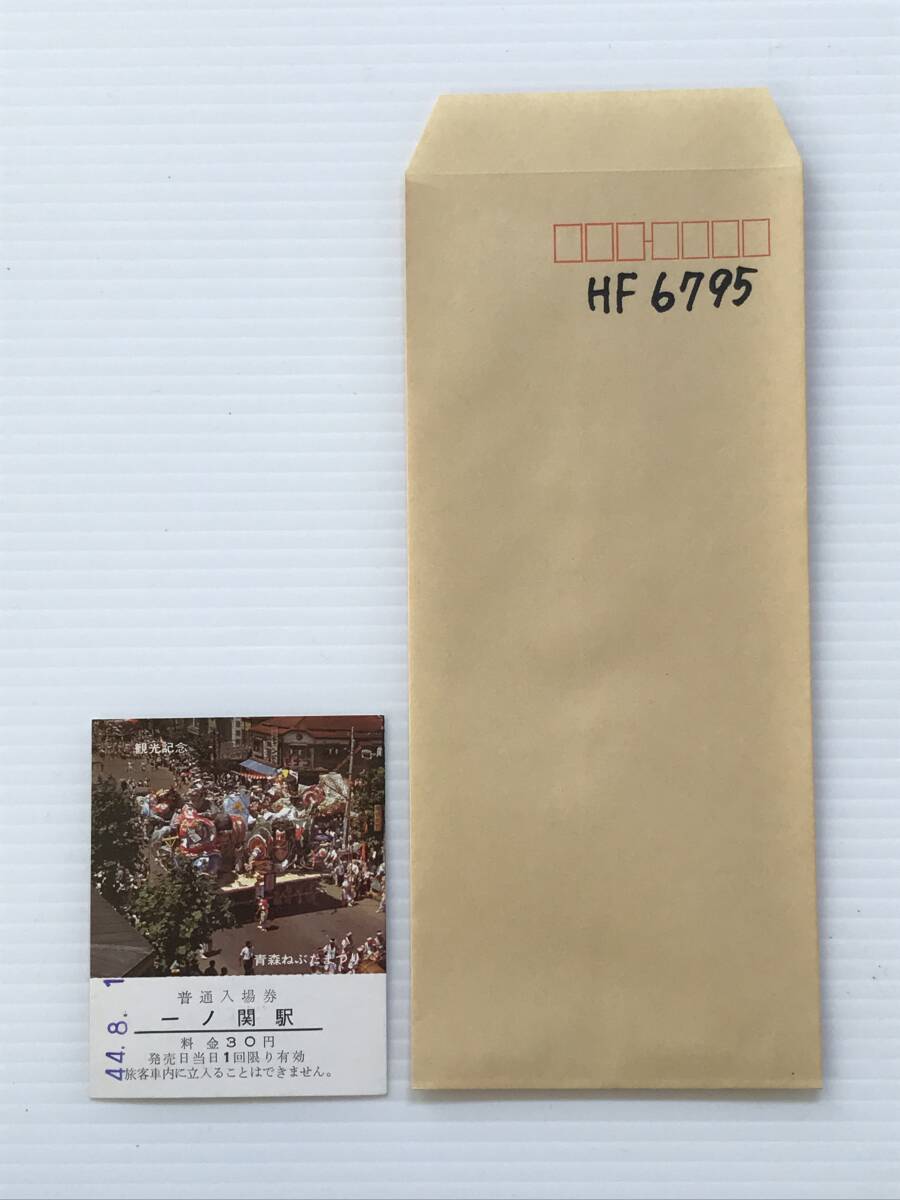 HF 6795
観光記念
青森ねぶたまつり
普通入場券
一ノ関駅
料金30円
発売日当日1回限り有効
旅客車内に立入ることはできません。
44.8.1